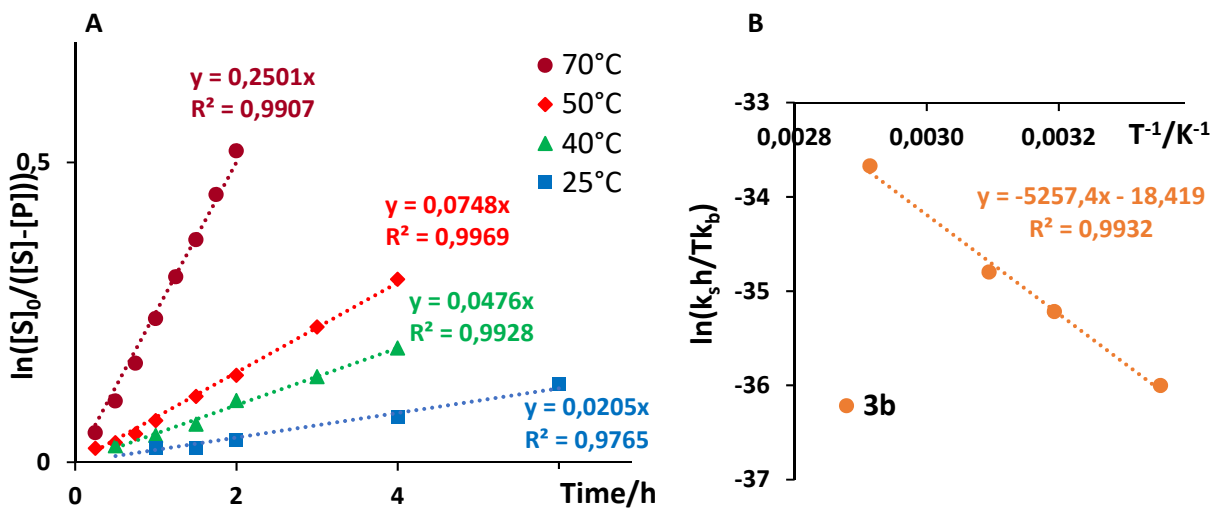 A
ln([S]₀/([S]-[P]))
0,5
0
0
2
4
Time/h
y = 0,2501x
R² = 0,9907
70°C
50°C
40°C
25°C
y = 0,0748x
R² = 0,9969
y = 0,0476x
R² = 0,9928
y = 0,0205x
R² = 0,9765
B
ln(kₛh/Tk_b)
-33
-34
-35
-36
-37
0,0028
0,0030
0,0032
T⁻¹/K⁻¹
y = -5257,4x - 18,419
R² = 0,9932
3b